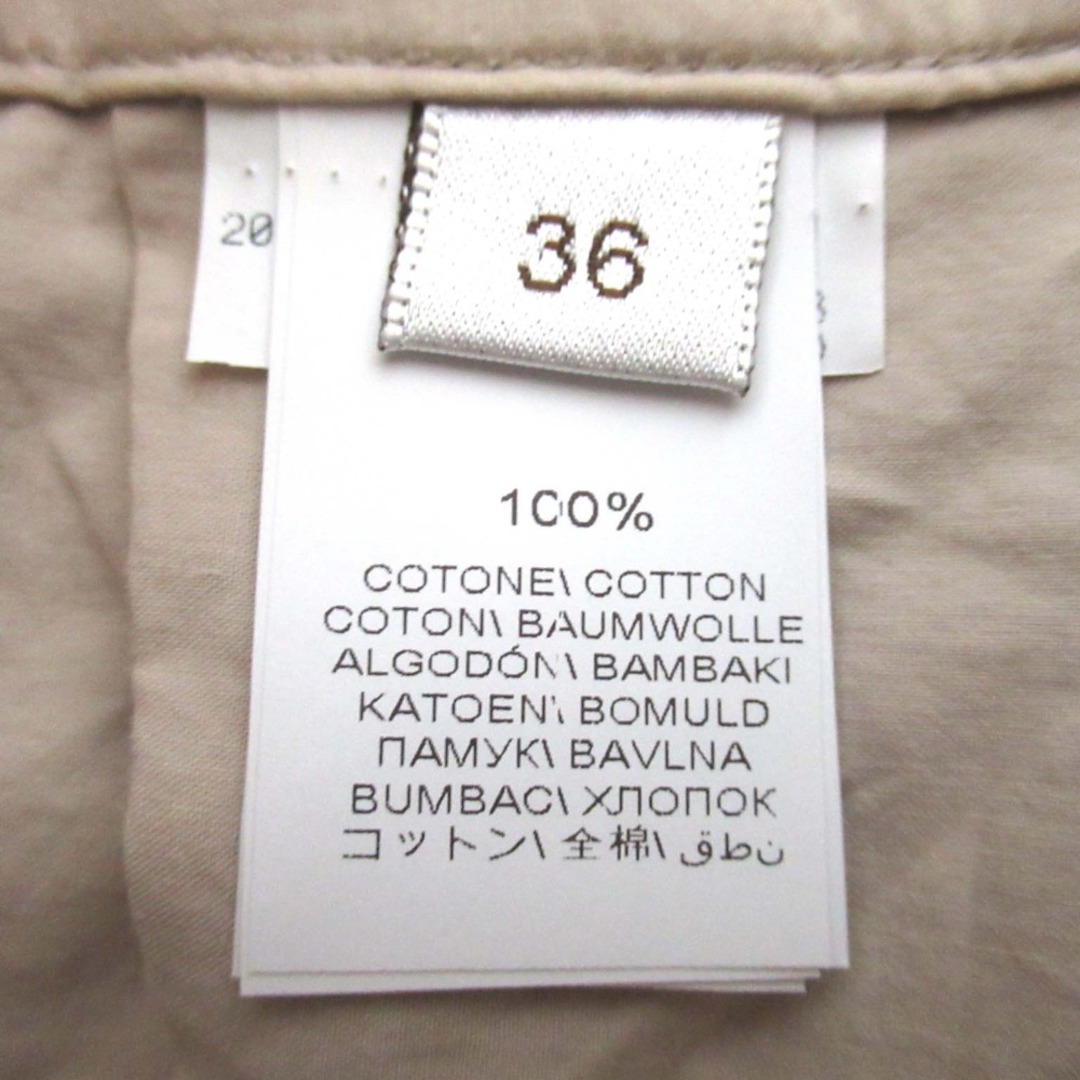 20
36
100%
COTONE\ COTTON
COTON\ BAUMWOLLE
ALGODÓN\ BAMBAKI
KATOEN\ BOMULD
ПАМУК\ BAVLNA
BUMBAC\ ХЛОПОК
コットン\ 全棉\ قطن